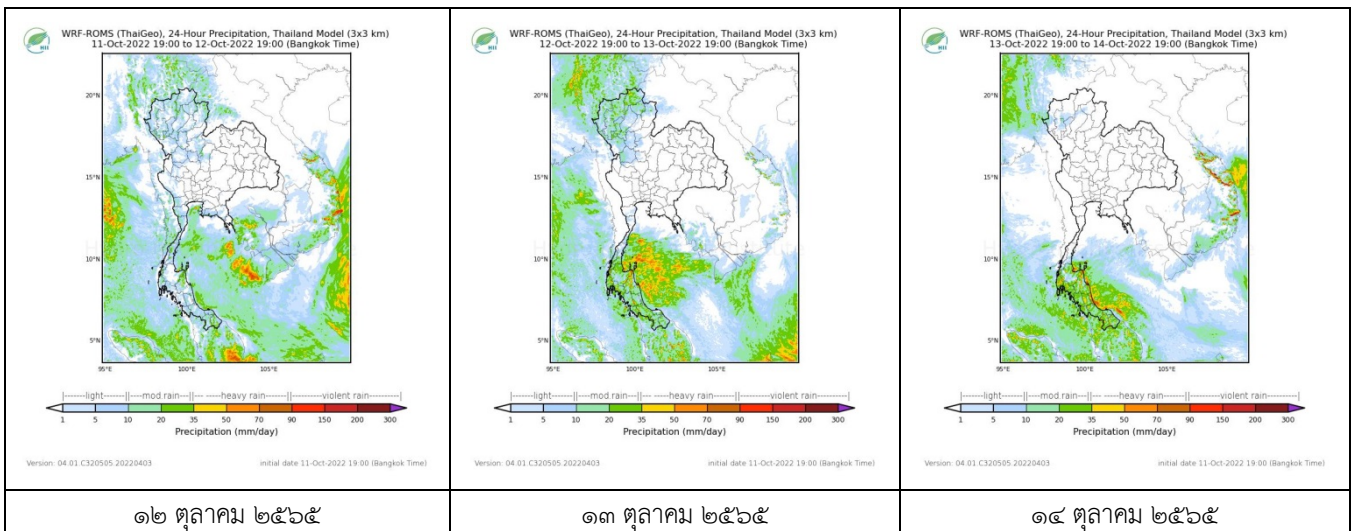 WRF-ROMS (ThaiGeo), 24-Hour Precipitation, Thailand Model (3x3 km)
11-Oct-2022 19:00 to 12-Oct-2022 19:00 (Bangkok Time)
HII
20°N
15°N
10°N
5°N
95°E 100°E 105°E
|------light---||---mod rain---||--- --heavy rain----||------violent rain-----|
1 5 10 20 35 50 70 90 150 200 300
Precipitation (mm/day)
Version: 04.01.C320505.20220403 initial date 11-Oct-2022 19:00 (Bangkok Time)
๑๒ ตุลาคม ๒๕๖๕
WRF-ROMS (ThaiGeo), 24-Hour Precipitation, Thailand Model (3x3 km)
12-Oct-2022 19:00 to 13-Oct-2022 19:00 (Bangkok Time)
HII
20°N
15°N
10°N
5°N
95°E 100°E 105°E
|------light---||---mod rain---||--- --heavy rain----||------violent rain-----|
1 5 10 20 35 50 70 90 150 200 300
Precipitation (mm/day)
Version: 04.01.C320505.20220403 initial date 11-Oct-2022 19:00 (Bangkok Time)
๑๓ ตุลาคม ๒๕๖๕
WRF-ROMS (ThaiGeo), 24-Hour Precipitation, Thailand Model (3x3 km)
13-Oct-2022 19:00 to 14-Oct-2022 19:00 (Bangkok Time)
HII
20°N
15°N
10°N
5°N
95°E 100°E 105°E
|------light---||---mod rain---||--- --heavy rain----||------violent rain-----|
1 5 10 20 35 50 70 90 150 200 300
Precipitation (mm/day)
Version: 04.01.C320505.20220403 initial date 11-Oct-2022 19:00 (Bangkok Time)
๑๔ ตุลาคม ๒๕๖๕